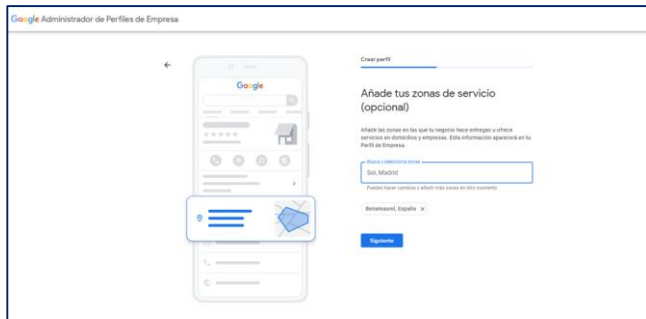 Google Administrador de Perfiles de Empresa
Google
Crear perfil
Añade tus zonas de servicio
(opcional)
Añade las zonas en las que tu negocio hace entregas u ofrece
servicios en domicilios y empresas. Esta información aparecerá en tu
Perfil de Empresa.
Busca y selecciona zonas
Sol, Madrid
Puedes hacer cambios y añadir más zonas en otro momento
Benamaurel, España
Siguiente